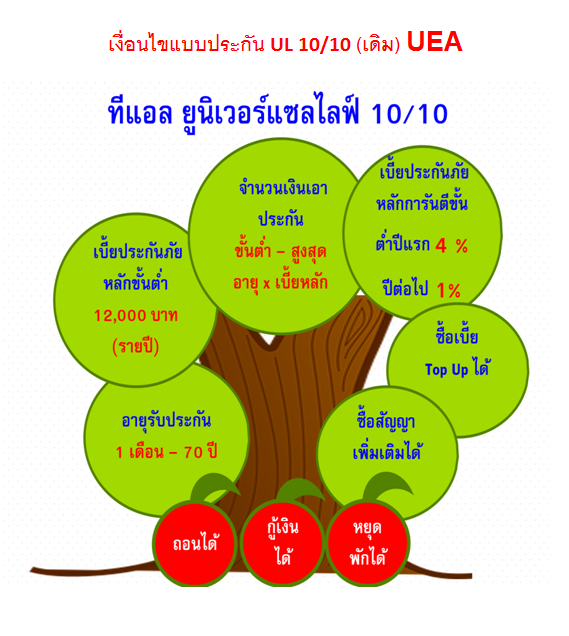 เงื่อนไขแบบประกัน UL 10/10 (เดิม) UEA
ทีแอล ยูนิเวอร์แซลไลฟ์ 10/10
เบี้ยประกันภัย
หลักการันตีขั้น
ต่ำปีแรก 4 %
ปีต่อไป 1%
จำนวนเงินเอา
ประกัน
ขั้นต่ำ – สูงสุด
อายุ x เบี้ยหลัก
เบี้ยประกันภัย
หลักขั้นต่ำ
12,000 บาท
(รายปี)
ซื้อเบี้ย
Top Up ได้
อายุรับประกัน
1 เดือน – 70 ปี
ซื้อสัญญา
เพิ่มเติมได้
ถอนได้
กู้เงิน
ได้
หยุด
พักได้